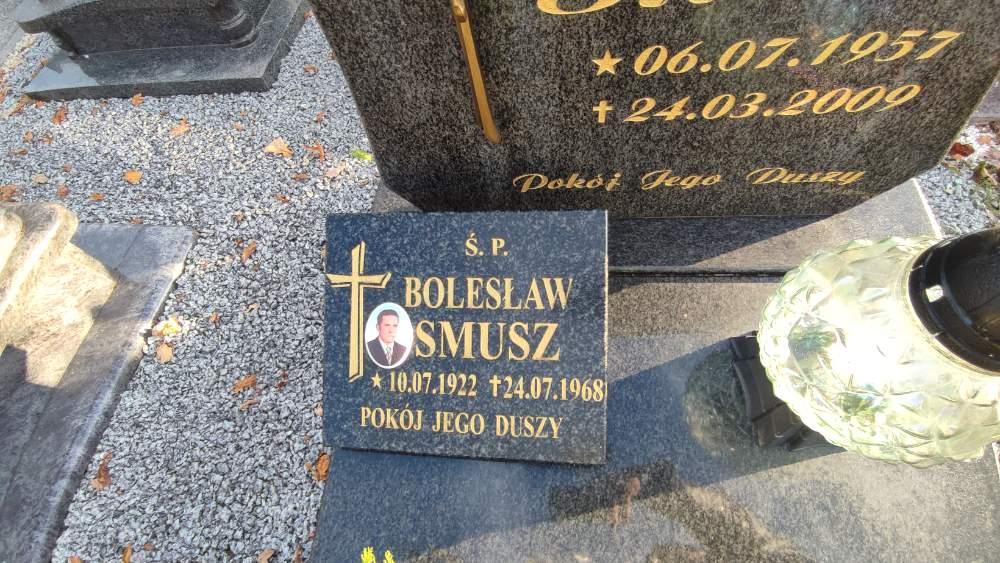 ★ 06.07.1957
✝ 24.03.2009
Pokój Jego Duszy
Ś. P.
BOLESŁAW
SMUSZ
★ 10.07.1922 ✝ 24.07.1968
POKÓJ JEGO DUSZY